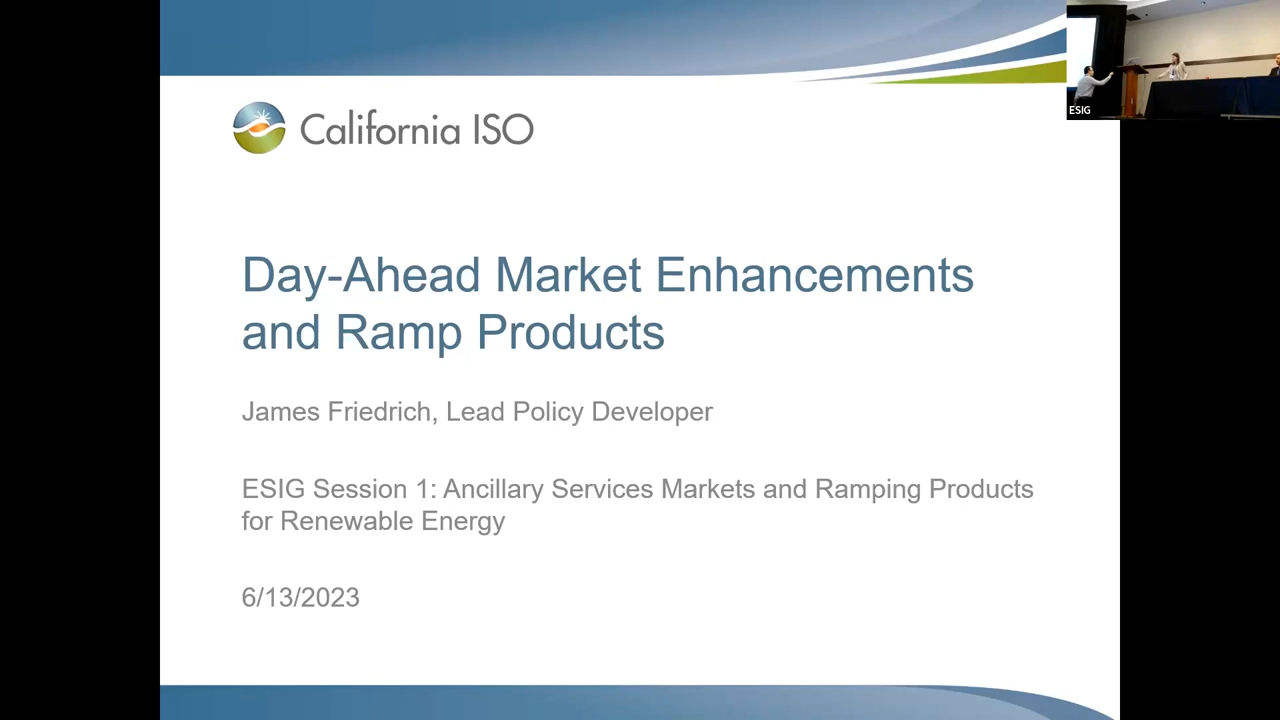 California ISO
Day-Ahead Market Enhancements
and Ramp Products
James Friedrich, Lead Policy Developer
ESIG Session 1: Ancillary Services Markets and Ramping Products
for Renewable Energy
6/13/2023
ESIG